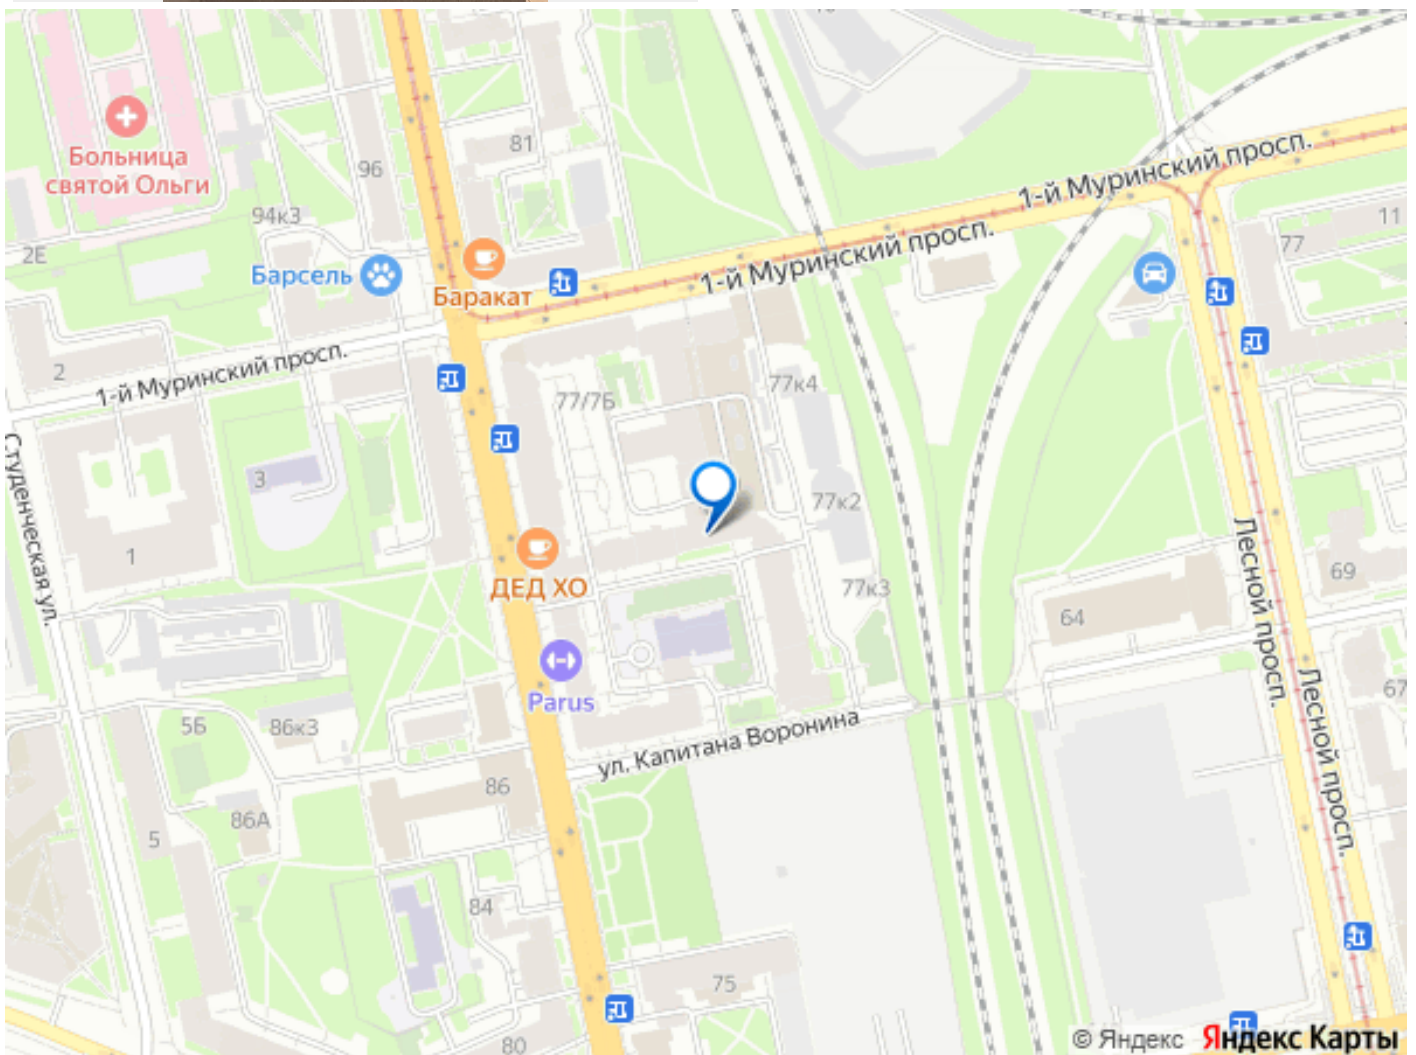 81
Больница
святой Ольги
96
1-й Муринский просп.
94к3
11
77
2Е
1-й Муринский просп.
Барсель
Баракат
2
1-й Муринский просп.
77к4
77/7Б
Студенческая ул.
3
77к2
1
ДЕД ХО
Лесной просп.
69
77к3
64
Parus
67
5Б
86к3
ул. Капитана Воронина
Лесной просп.
86
86А
5
84
75
80
© Яндекс Яндекс Карты